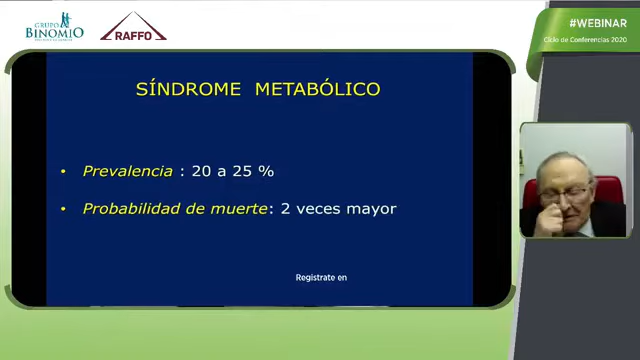 GRUPO
BINOMIO
RAFFO
#WEBINAR
Ciclo de Conferencias 2020
SÍNDROME METABÓLICO
• Prevalencia : 20 a 25 %
• Probabilidad de muerte: 2 veces mayor
Registrate en